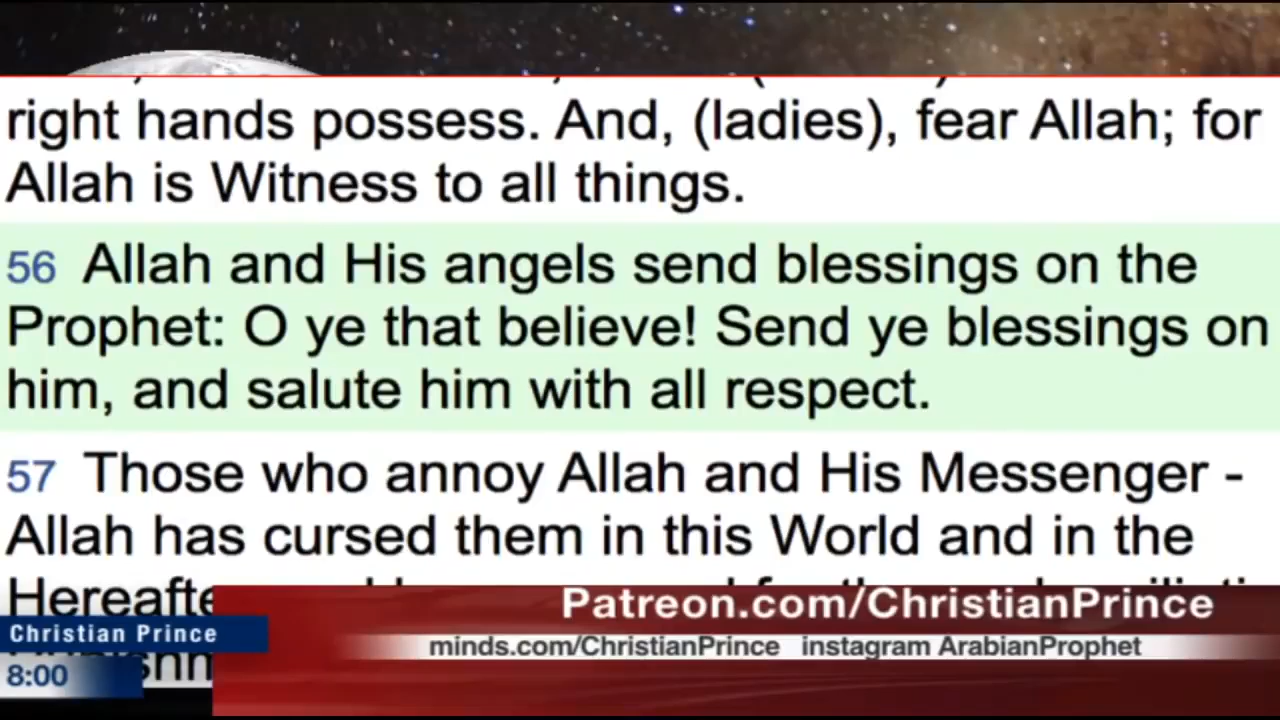 right hands possess. And, (ladies), fear Allah; for
Allah is Witness to all things.
56 Allah and His angels send blessings on the
Prophet: O ye that believe! Send ye blessings on
him, and salute him with all respect.
57 Those who annoy Allah and His Messenger -
Allah has cursed them in this World and in the
Patreon.com/ChristianPrince
Christian Prince
minds.com/ChristianPrince instagram ArabianProphet
8:00